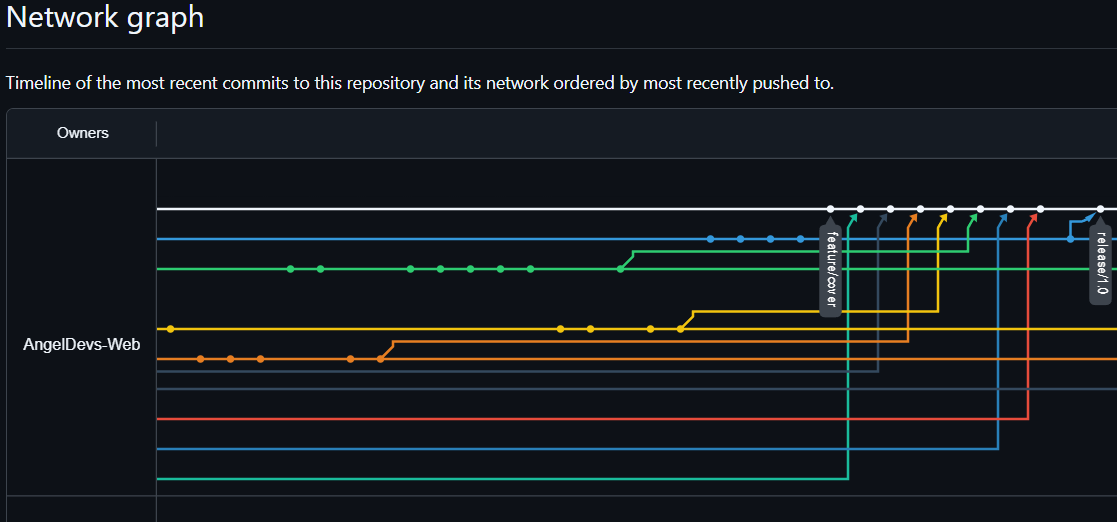 Network graph
Timeline of the most recent commits to this repository and its network ordered by most recently pushed to.
Owners
AngelDevs-Web
feature/cover
release/1.0